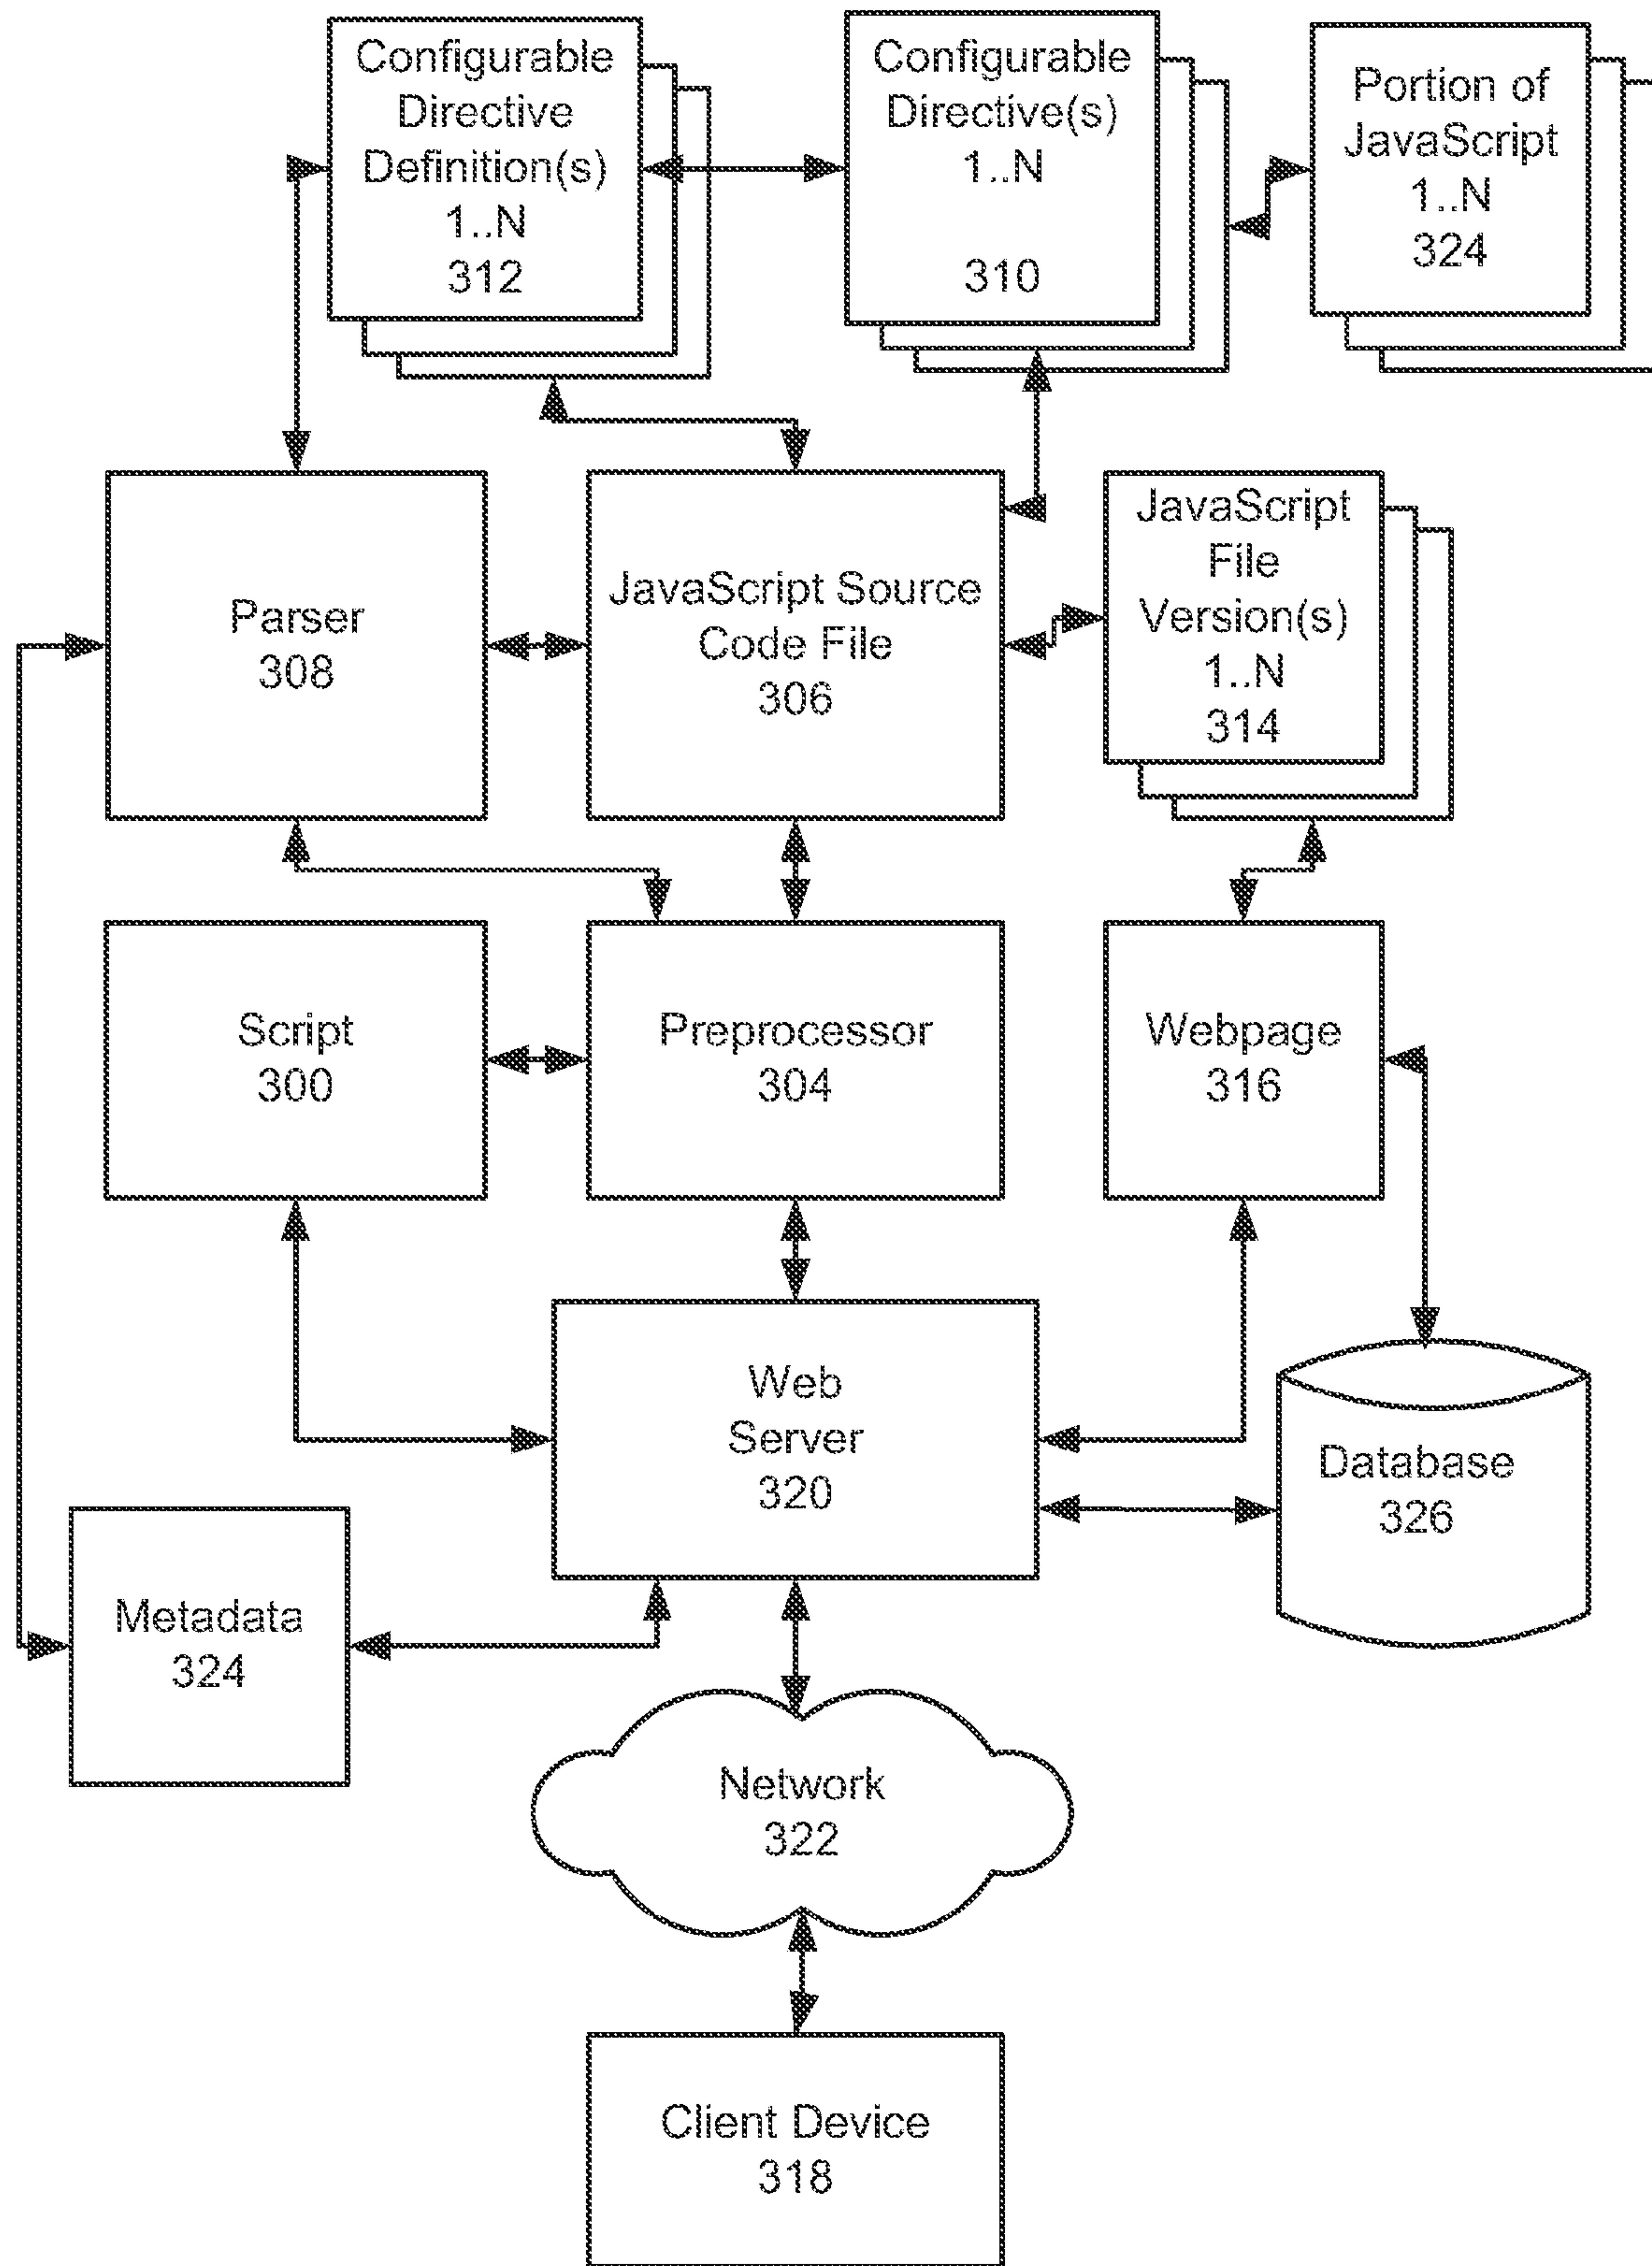 Configurable
Directive
Definition(s)
1..N
312
Configurable
Directive(s)
1..N
310
Portion of
JavaScript
1..N
324
Parser
308
JavaScript Source
Code File
306
JavaScript
File
Version(s)
1..N
314
Script
300
Preprocessor
304
Webpage
316
Web
Server
320
Database
326
Metadata
324
Network
322
Client Device
318